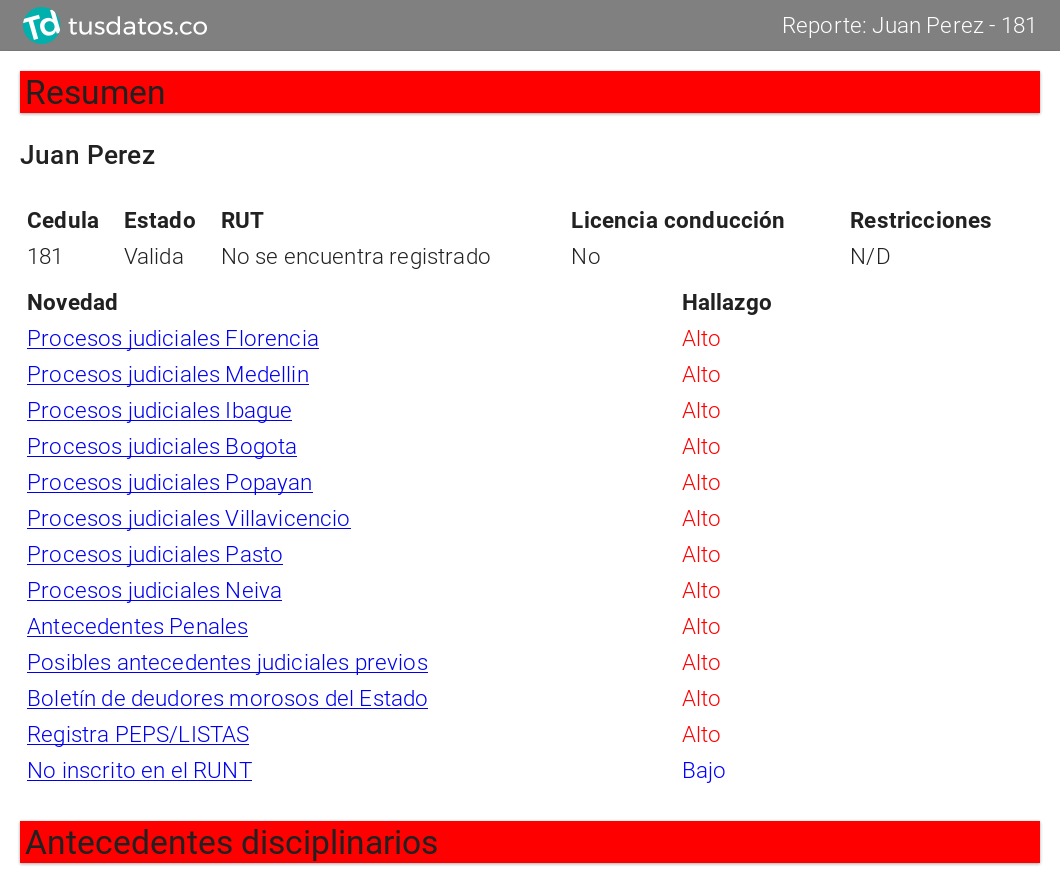 Td tusdatos.co
Reporte: Juan Perez - 181
Resumen
Juan Perez
Cedula Estado RUT Licencia conducción Restricciones
181 Valida No se encuentra registrado No N/D
Novedad Hallazgo
Procesos judiciales Florencia Alto
Procesos judiciales Medellin Alto
Procesos judiciales Ibague Alto
Procesos judiciales Bogota Alto
Procesos judiciales Popayan Alto
Procesos judiciales Villavicencio Alto
Procesos judiciales Pasto Alto
Procesos judiciales Neiva Alto
Antecedentes Penales Alto
Posibles antecedentes judiciales previos Alto
Boletín de deudores morosos del Estado Alto
Registra PEPS/LISTAS Alto
No inscrito en el RUNT Bajo
Antecedentes disciplinarios